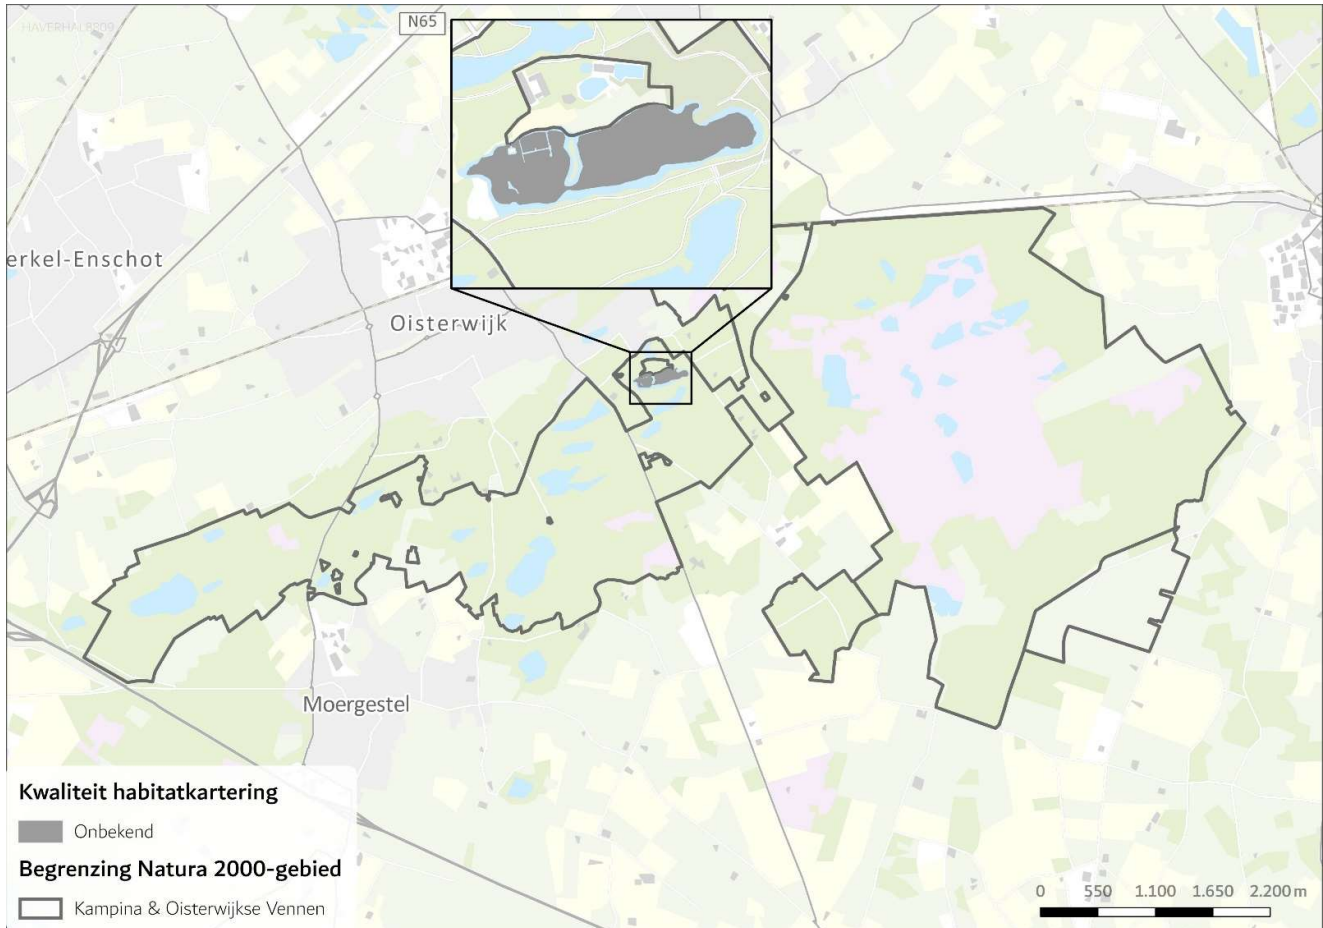 HAVERHALF809
N65
erkel-Enschot
Oisterwijk
Moergestel
Kwaliteit habitatkartering
Onbekend
Begrenzing Natura 2000-gebied
Kampina & Oisterwijkse Vennen
0 550 1.100 1.650 2.200 m